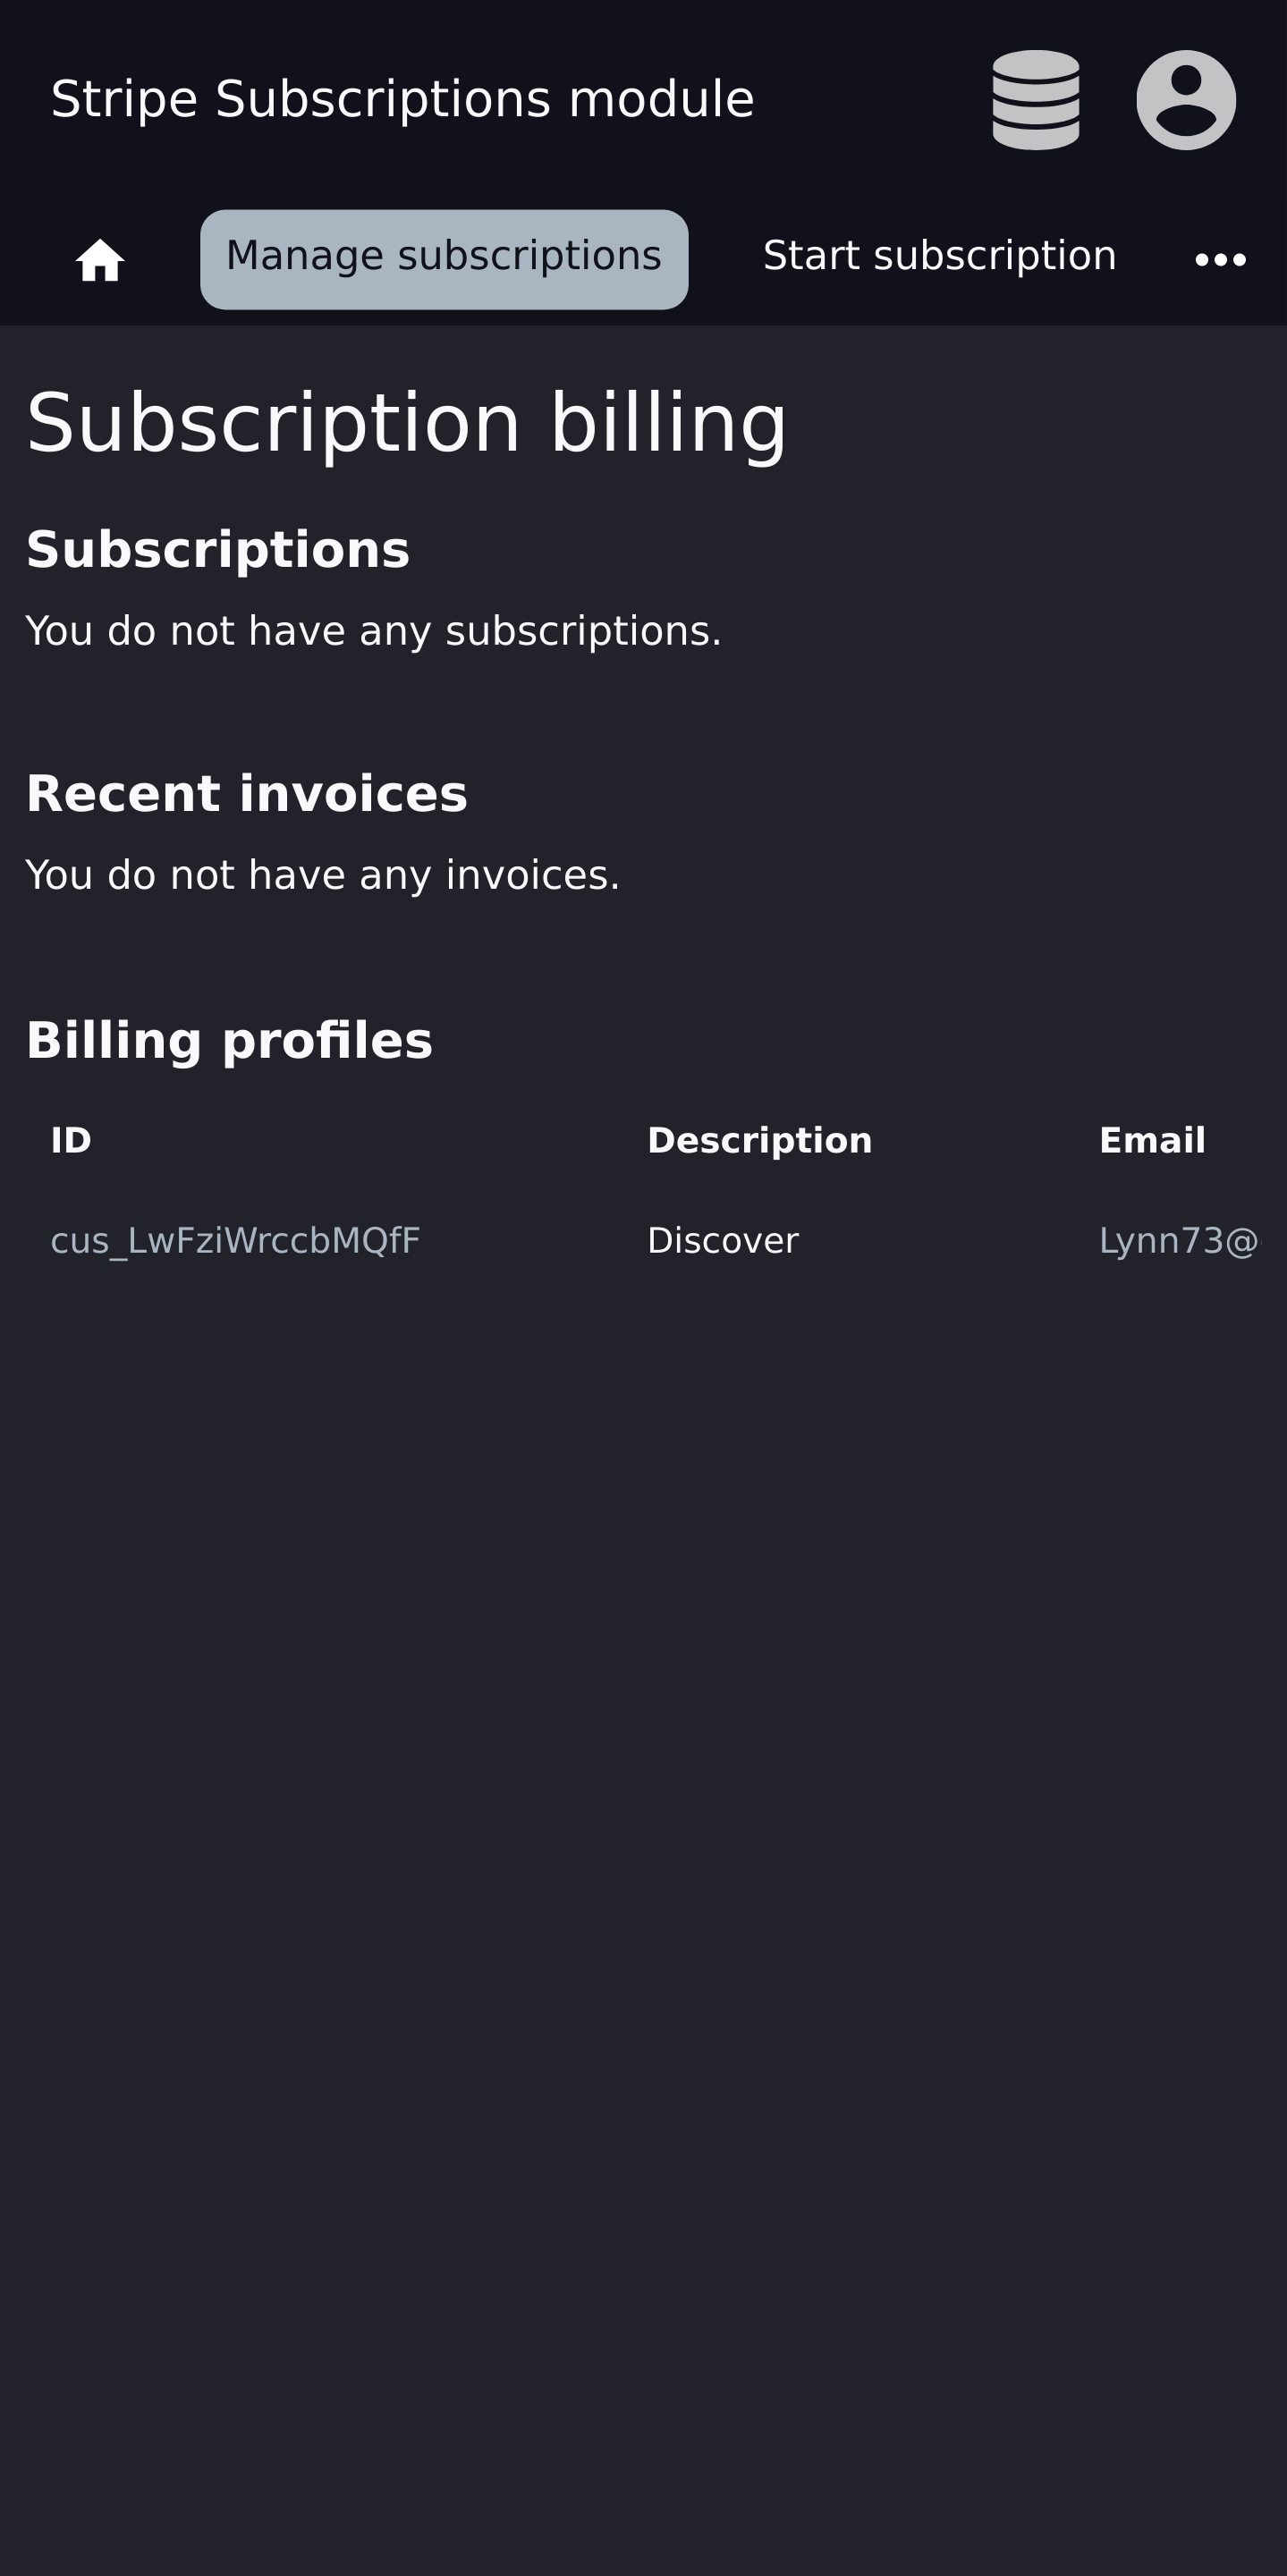 Stripe Subscriptions module
Manage subscriptions Start subscription
Subscription billing
Subscriptions
You do not have any subscriptions.
Recent invoices
You do not have any invoices.
Billing profiles
ID Description Email
cus_LwFziWrccbMQfF Discover Lynn73@